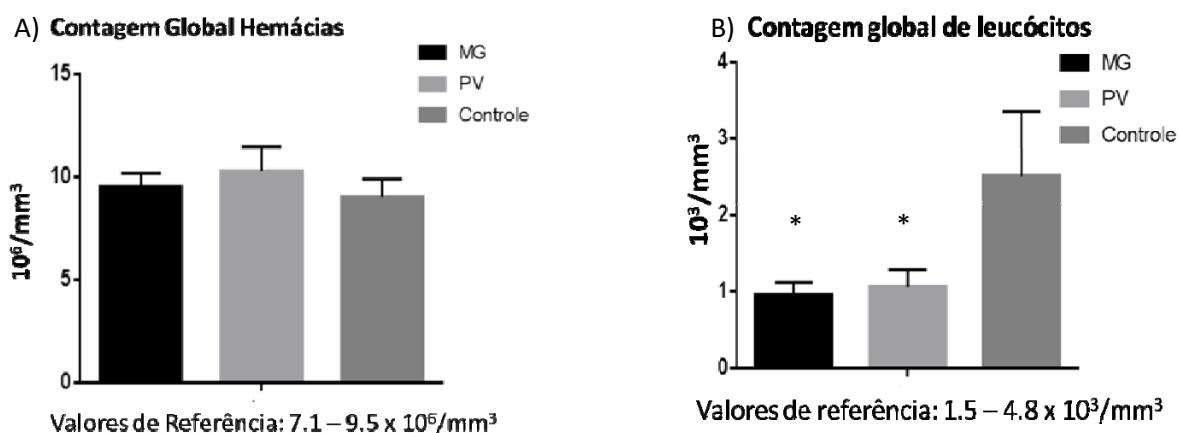 A) Contagem Global Hemácias
MG
PV
Controle
15
10
5
0
10⁶/mm³
Valores de Referência: 7.1 – 9.5 x 10⁶/mm³
B) Contagem global de leucócitos
MG
PV
Controle
4
3
2
1
0
10³/mm³
*
*
Valores de referência: 1.5 – 4.8 x 10³/mm³